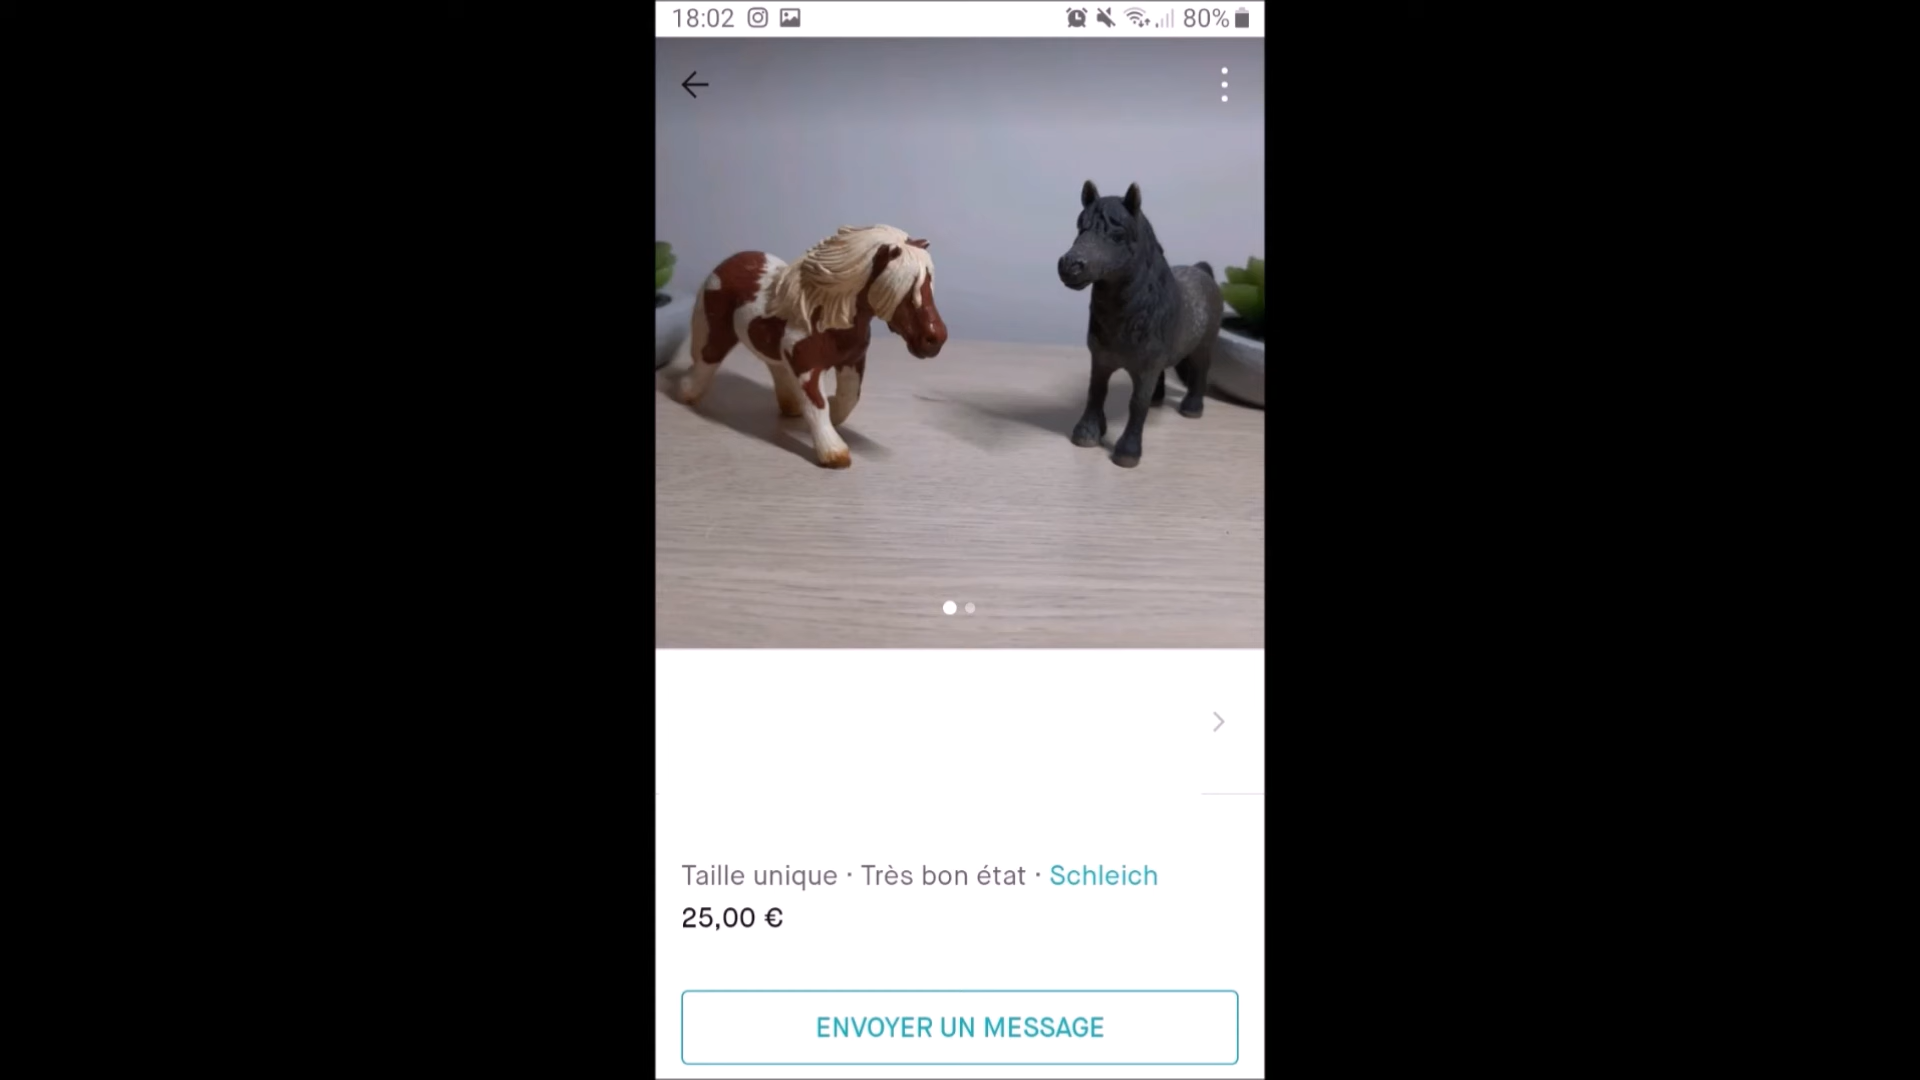 18:02
80%
Taille unique · Très bon état · Schleich
25,00 €
ENVOYER UN MESSAGE